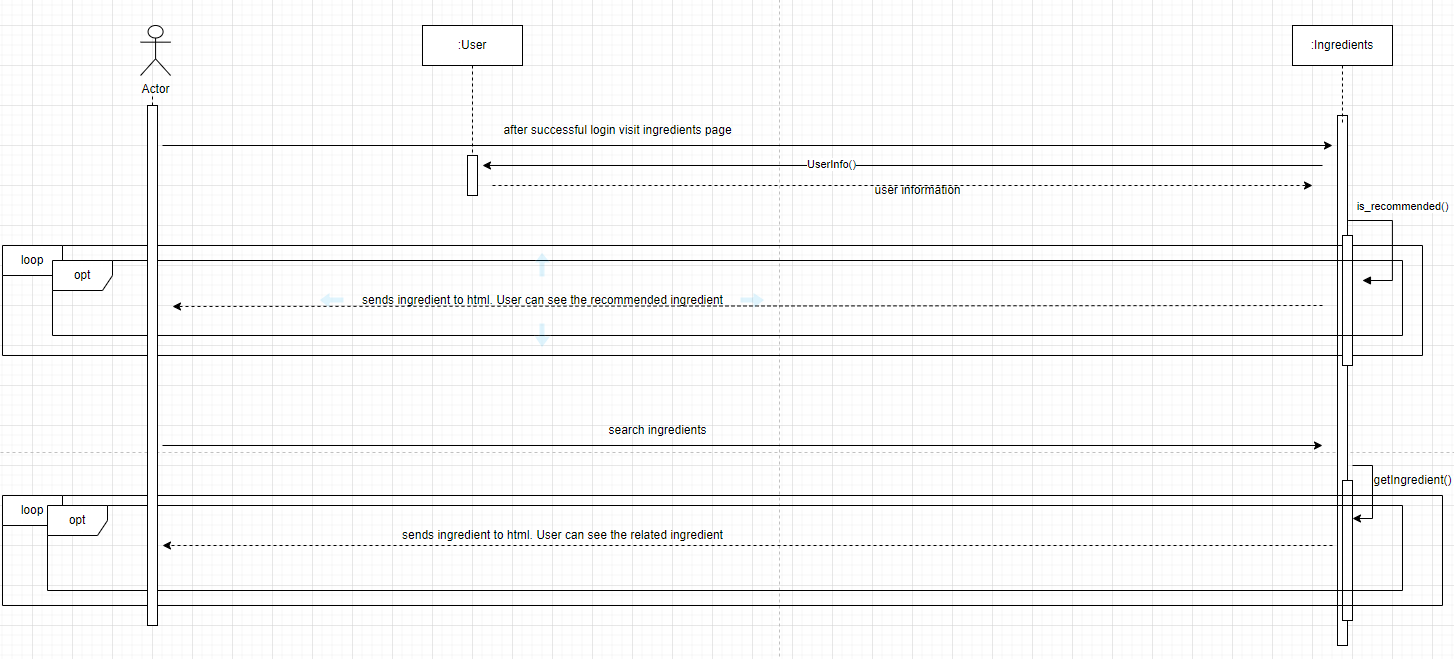 :User
:Ingredients
Actor
after successful login visit ingredients page
UserInfo()
user information
is_recommended()
loop
opt
sends ingredient to html. User can see the recommended ingredient
search ingredients
getIngredient()
loop
opt
sends ingredient to html. User can see the related ingredient